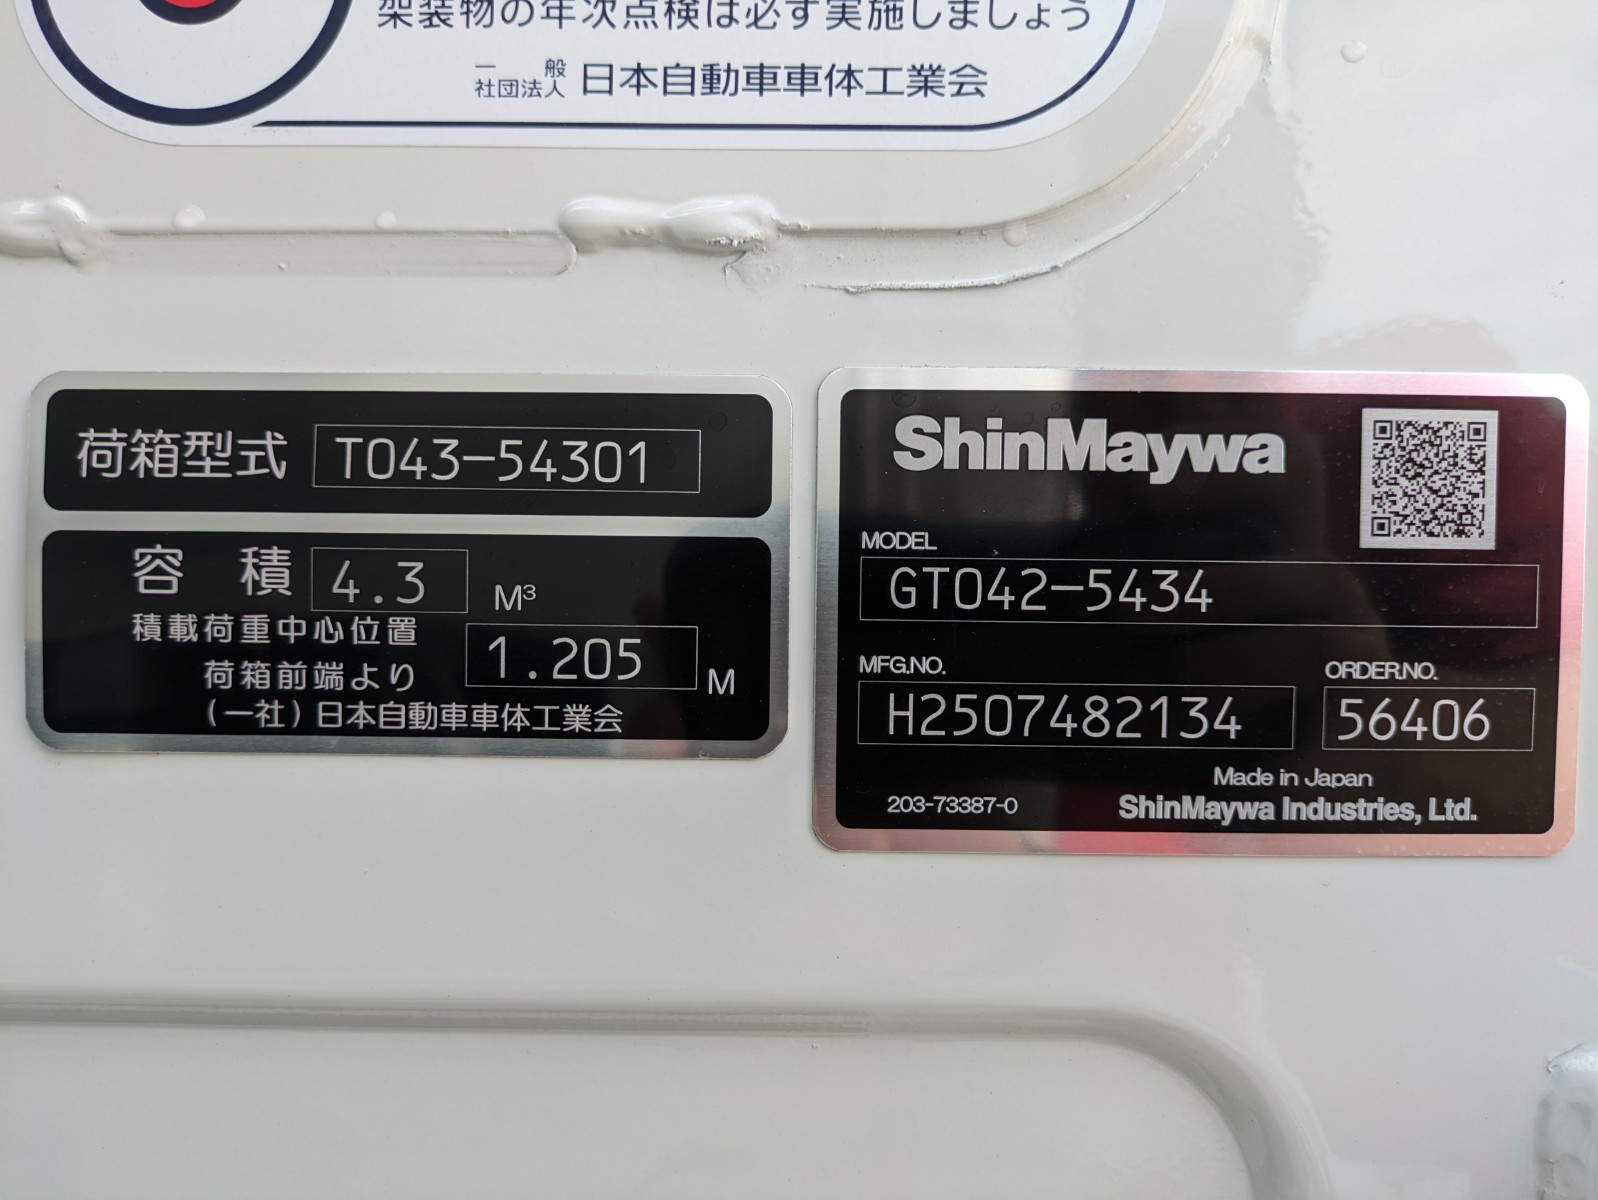 架装物の年次点検は必ず実施しましょう
一般社団法人 日本自動車車体工業会
荷箱型式 T043-54301
容積 4.3 M³
積載荷重中心位置
荷箱前端より 1.205 M
(一社)日本自動車車体工業会
ShinMaywa
MODEL
GT042-5434
MFG.NO. ORDER.NO.
H2507482134 56406
Made in Japan
203-73387-0 ShinMaywa Industries, Ltd.